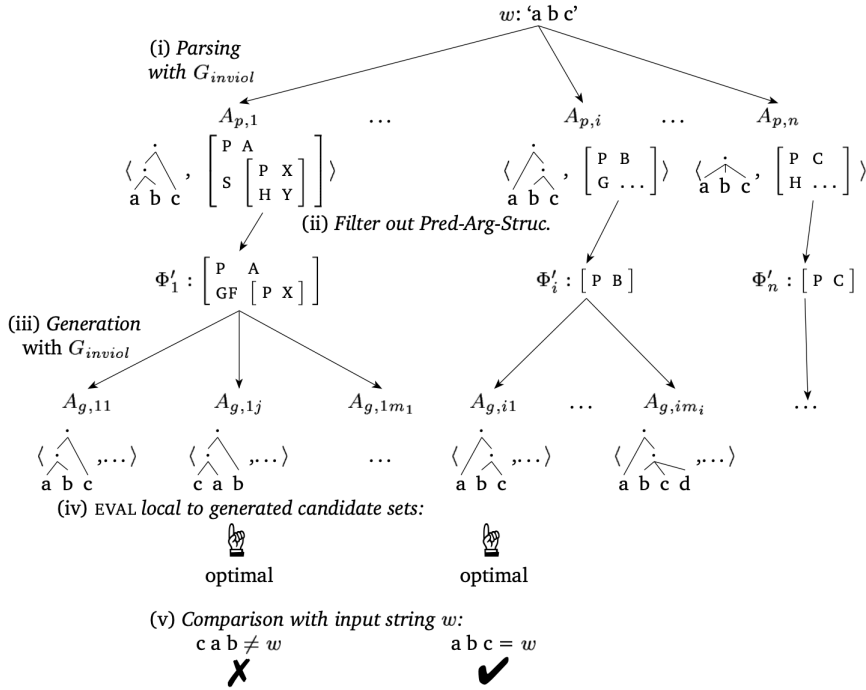 w: ‘a b c’
(i) Parsing
with G_inviol
A_p,1 ... A_p,i ... A_p,n
⟨ a b c , [ P A S [ P X H Y ] ] ⟩ ⟨ a b c , [ P B G ... ] ⟩ ⟨ a b c , [ P C H ... ] ⟩
(ii) Filter out Pred-Arg-Struc.
Φ′_1 : [ P A GF [ P X ] ] Φ′_i : [ P B ] Φ′_n : [ P C ]
(iii) Generation
with G_inviol
A_g,11 A_g,1j A_g,1m_1 A_g,i1 ... A_g,im_i ...
⟨ a b c ,...⟩ ⟨ c a b ,...⟩ ... ⟨ a b c ,...⟩ ⟨ a b c d ,...⟩
(iv) EVAL local to generated candidate sets:
optimal optimal
(v) Comparison with input string w:
c a b ≠ w a b c = w
✗ ✔